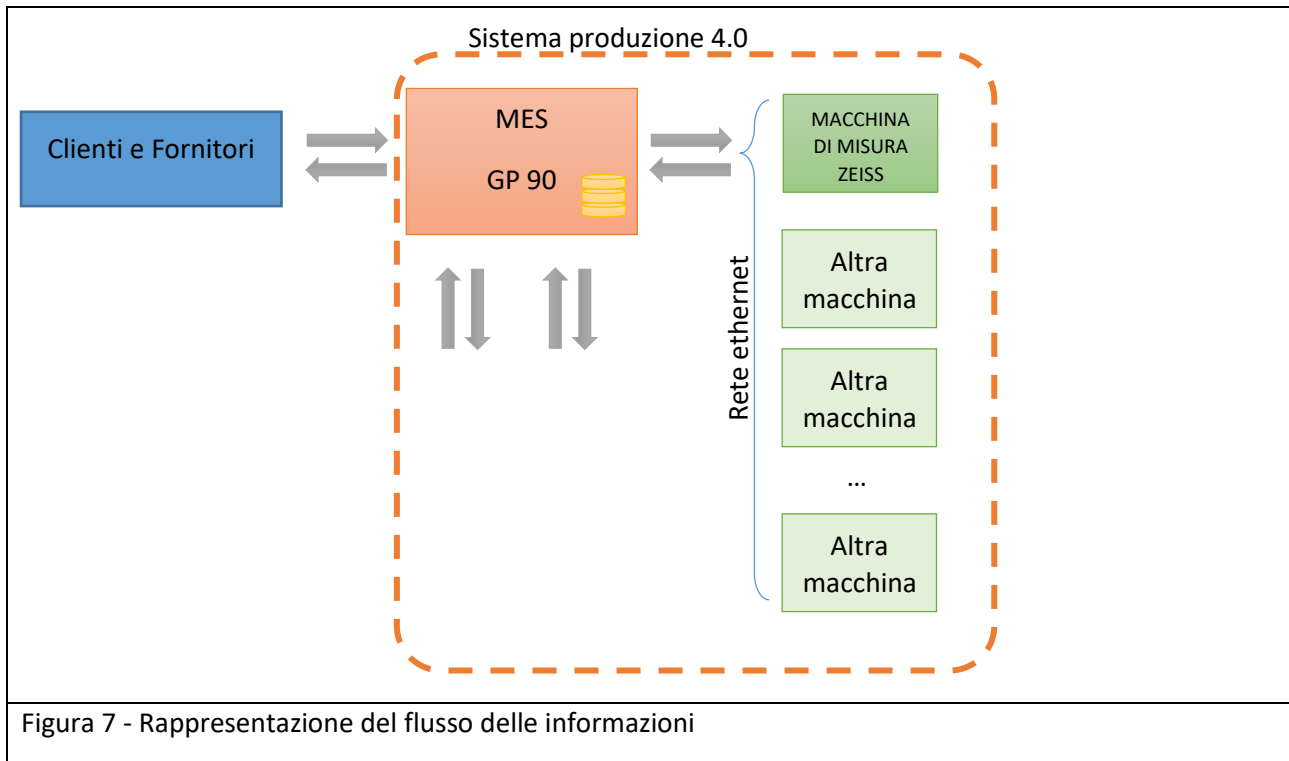 Sistema produzione 4.0
Clienti e Fornitori
MES
GP 90
MACCHINA
DI MISURA
ZEISS
Rete ethernet
Altra
macchina
Altra
macchina
...
Altra
macchina
Figura 7 - Rappresentazione del flusso delle informazioni